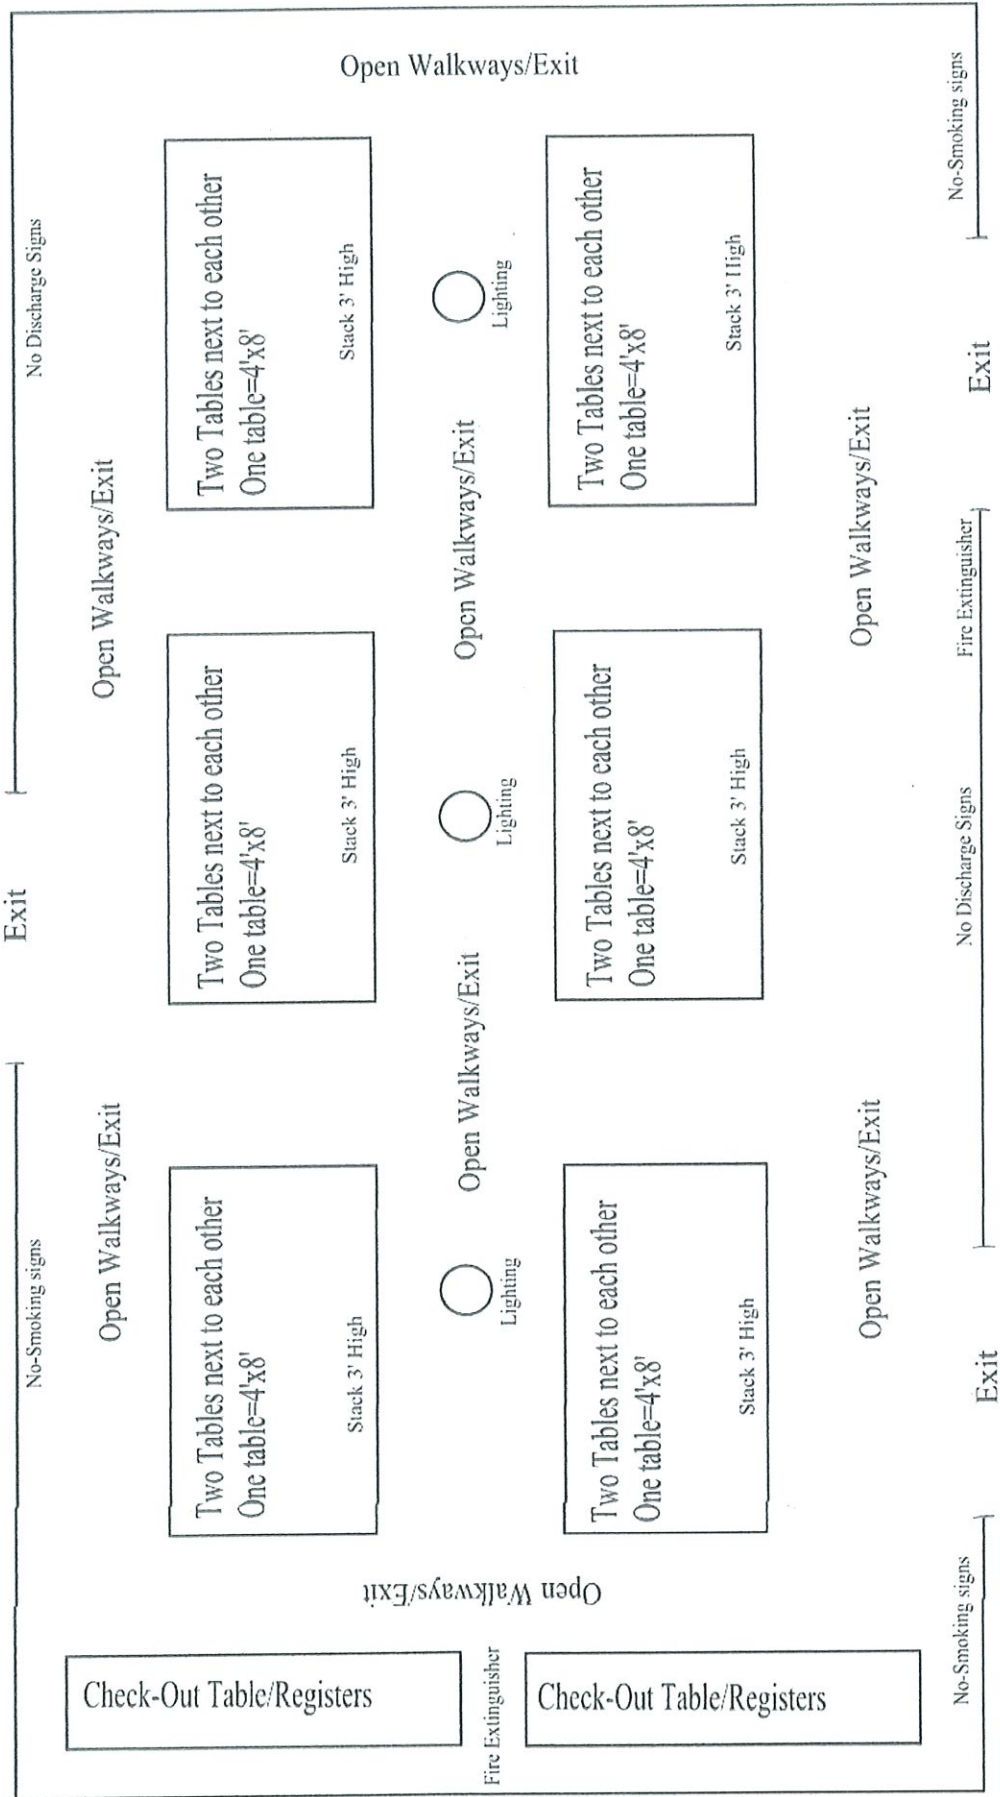 Open Walkways/Exit
No Discharge Signs
No-Smoking signs
Two Tables next to each other
One table=4'x8'
Stack 3' High
Two Tables next to each other
One table=4'x8'
Stack 3' High
Lighting
Exit
Open Walkways/Exit
Open Walkways/Exit
Open Walkways/Exit
Fire Extinguisher
Two Tables next to each other
One table=4'x8'
Stack 3' High
Two Tables next to each other
One table=4'x8'
Stack 3' High
Lighting
Exit
No Discharge Signs
Open Walkways/Exit
Open Walkways/Exit
Open Walkways/Exit
No-Smoking signs
Two Tables next to each other
One table=4'x8'
Stack 3' High
Two Tables next to each other
One table=4'x8'
Stack 3' High
Lighting
Exit
Open Walkways/Exit
No-Smoking signs
Check-Out Table/Registers
Fire Extinguisher
Check-Out Table/Registers